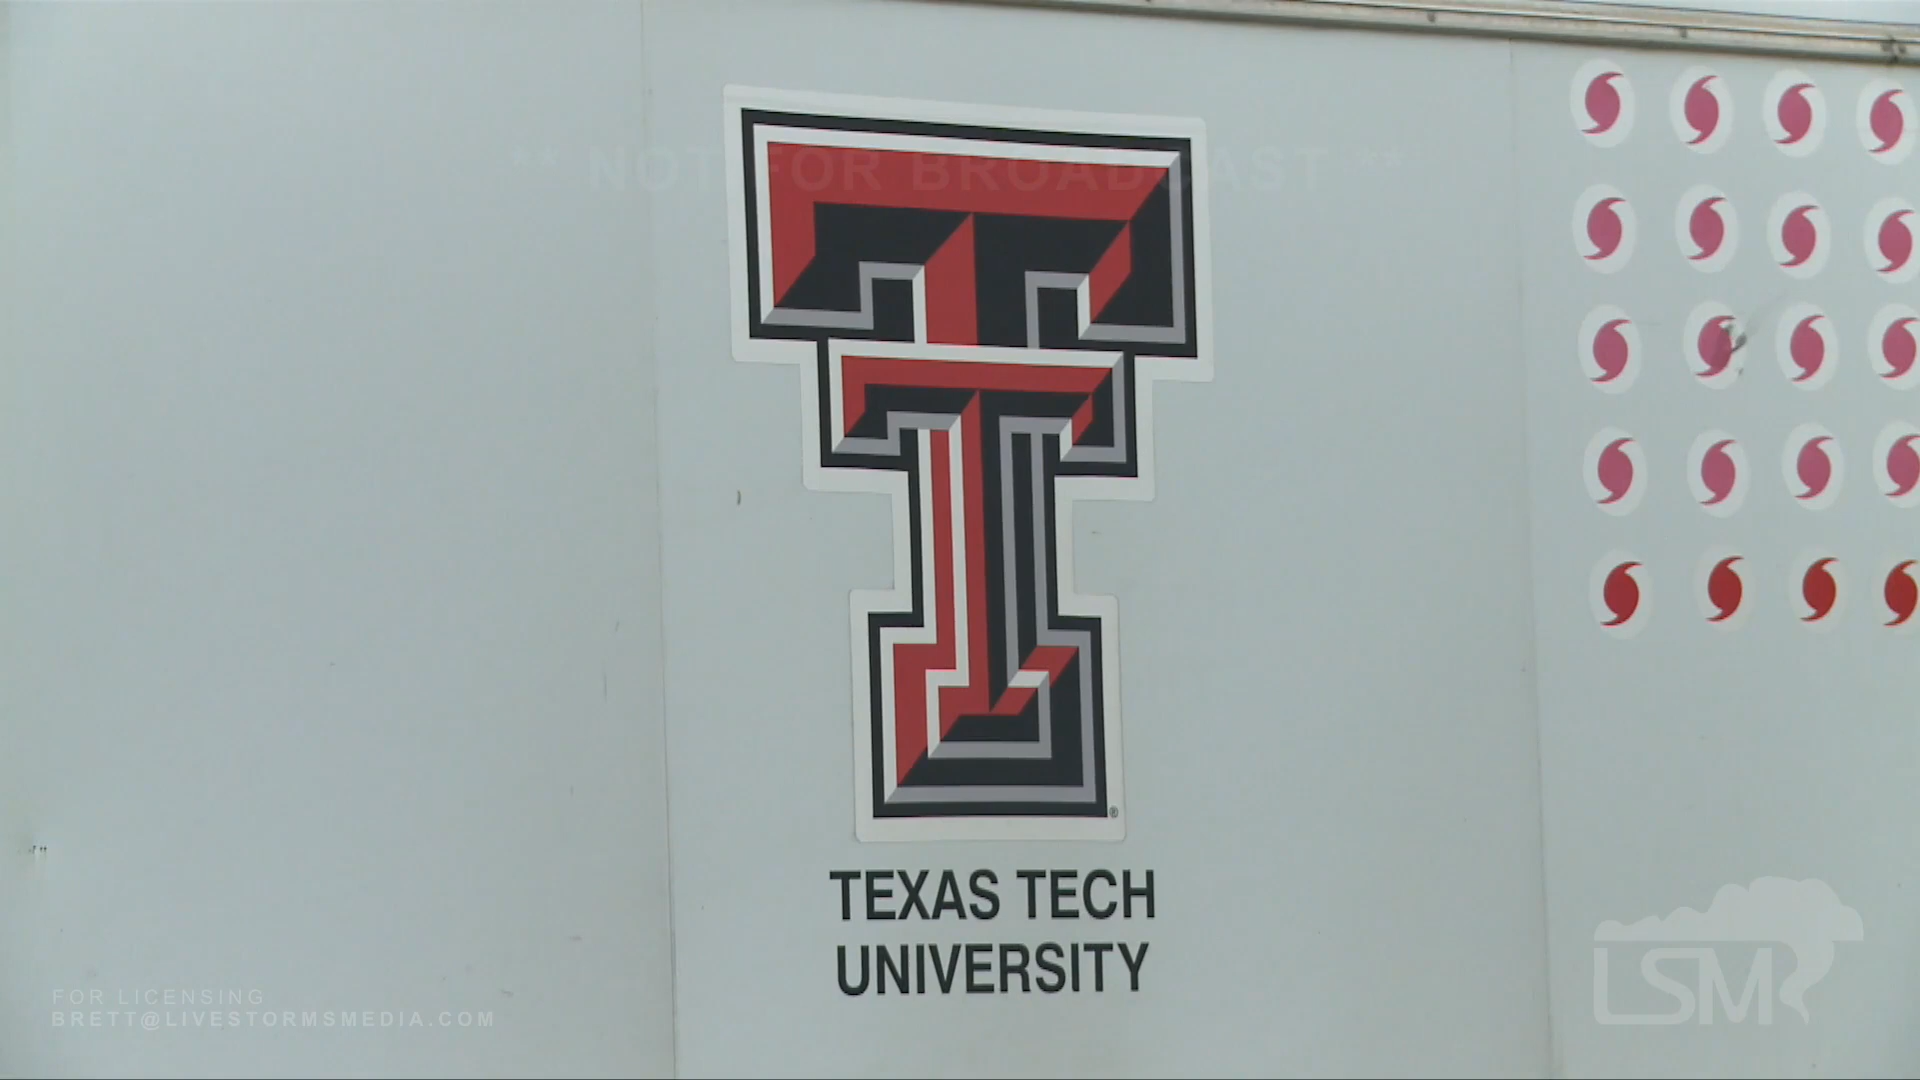 ** NOT FOR BROADCAST **
TEXAS TECH
UNIVERSITY
®
FOR LICENSING
BRETT@LIVESTORMSMEDIA.COM
LSM